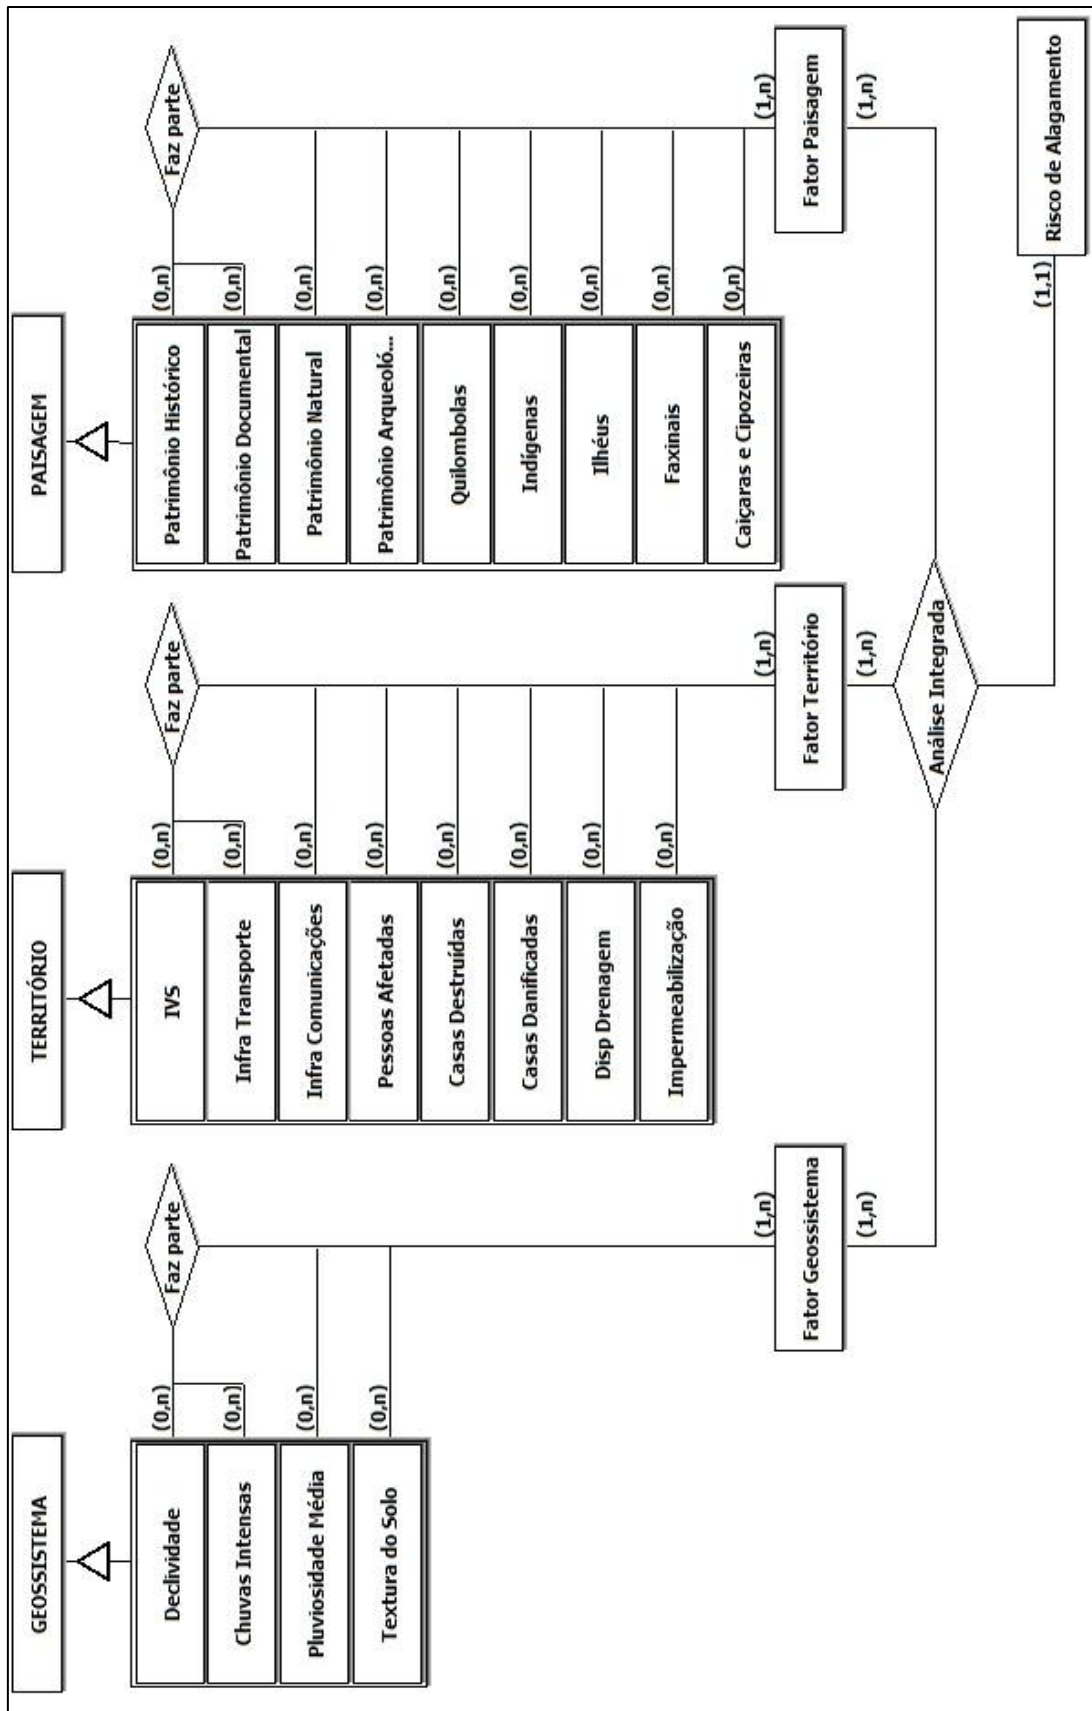 GEOSSISTEMA
Declividade
(0,n)
Chuvas Intensas
(0,n)
Pluviosidade Média
(0,n)
Textura do Solo
(0,n)
Faz parte
(1,n)
Fator Geossistema
(1,n)
TERRITÓRIO
IVS
(0,n)
Infra Transporte
(0,n)
Infra Comunicações
(0,n)
Pessoas Afetadas
(0,n)
Casas Destruídas
(0,n)
Casas Danificadas
(0,n)
Disp Drenagem
(0,n)
Impermeabilização
(0,n)
Faz parte
(1,n)
Fator Território
(1,n)
PAISAGEM
Patrimônio Histórico
(0,n)
Patrimônio Documental
(0,n)
Patrimônio Natural
(0,n)
Patrimônio Arqueoló...
(0,n)
Quilombolas
(0,n)
Indígenas
(0,n)
Ilhéus
(0,n)
Faxinais
(0,n)
Caiçaras e Cipozeiras
(0,n)
Faz parte
(1,n)
Fator Paisagem
(1,n)
Análise Integrada
(1,1)
Risco de Alagamento